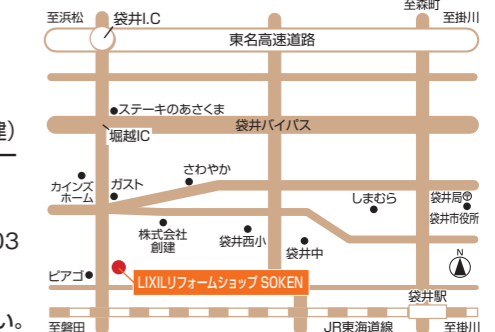 至森町
至浜松
袋井I.C
至掛川
東名高速道路
ステーキのあさくま
袋井バイパス
堀越IC
建）
さわやか
カインズ
ホーム
ガスト
しまむら
袋井局
袋井市役所
株式会社
創建
袋井西小
袋井中
03
N
ピアゴ
LIXILリフォームショップ SOKEN
袋井駅
い。
至磐田
JR東海道線
至掛川